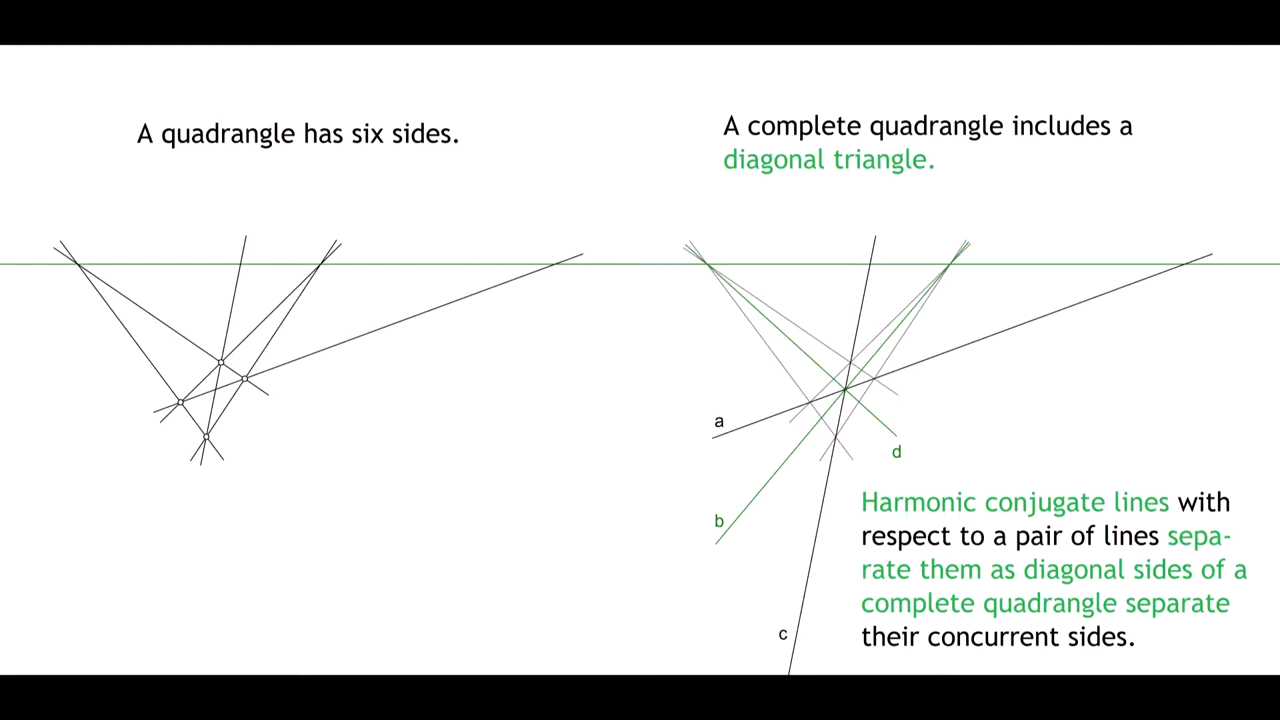 A quadrangle has six sides.
A complete quadrangle includes a
diagonal triangle.
a
d
b
c
Harmonic conjugate lines with
respect to a pair of lines sepa-
rate them as diagonal sides of a
complete quadrangle separate
their concurrent sides.